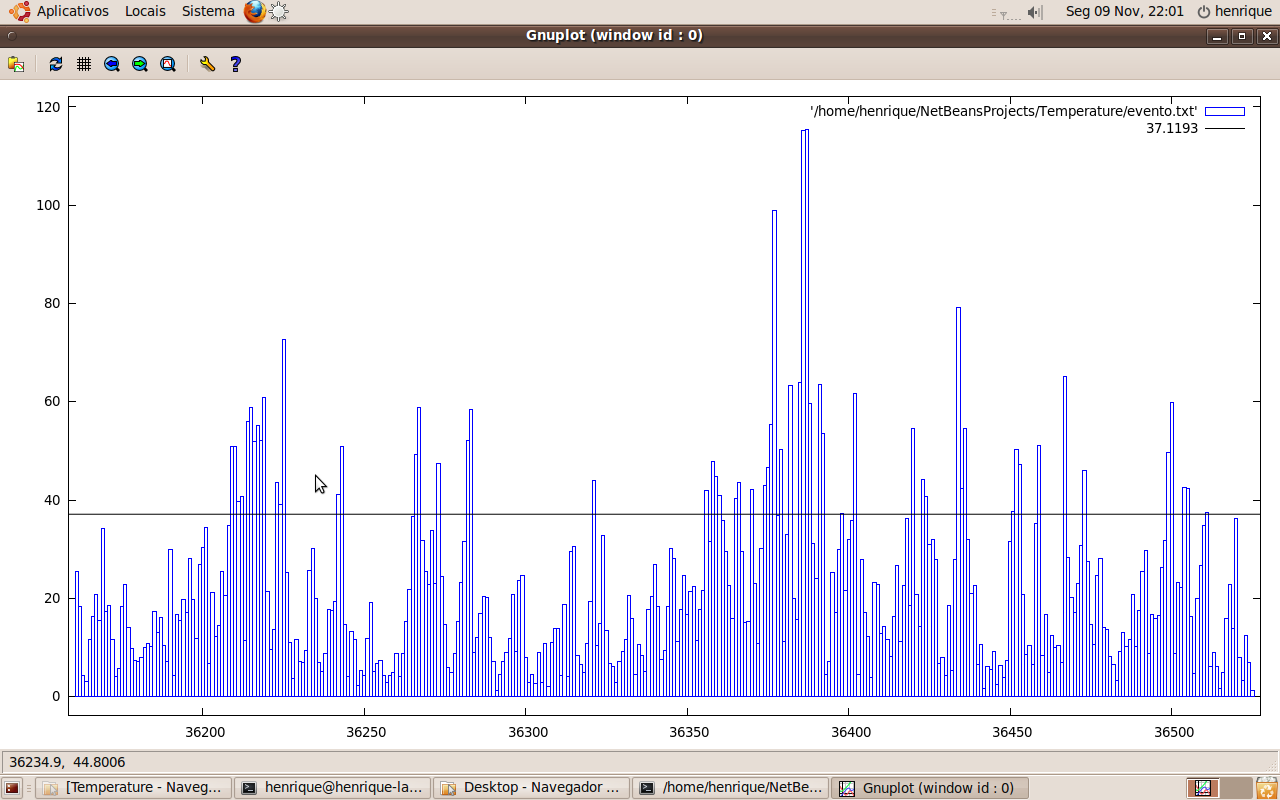 Aplicativos Locais Sistema Seg 09 Nov, 22:01 henrique
Gnuplot (window id : 0)
?
120
'/home/henrique/NetBeansProjects/Temperature/evento.txt'
37.1193
100
80
60
40
20
0
36200 36250 36300 36350 36400 36450 36500
36234.9, 44.8006
[Temperature - Naveg... henrique@henrique-la... Desktop - Navegador ... /home/henrique/NetBe... Gnuplot (window id : 0)